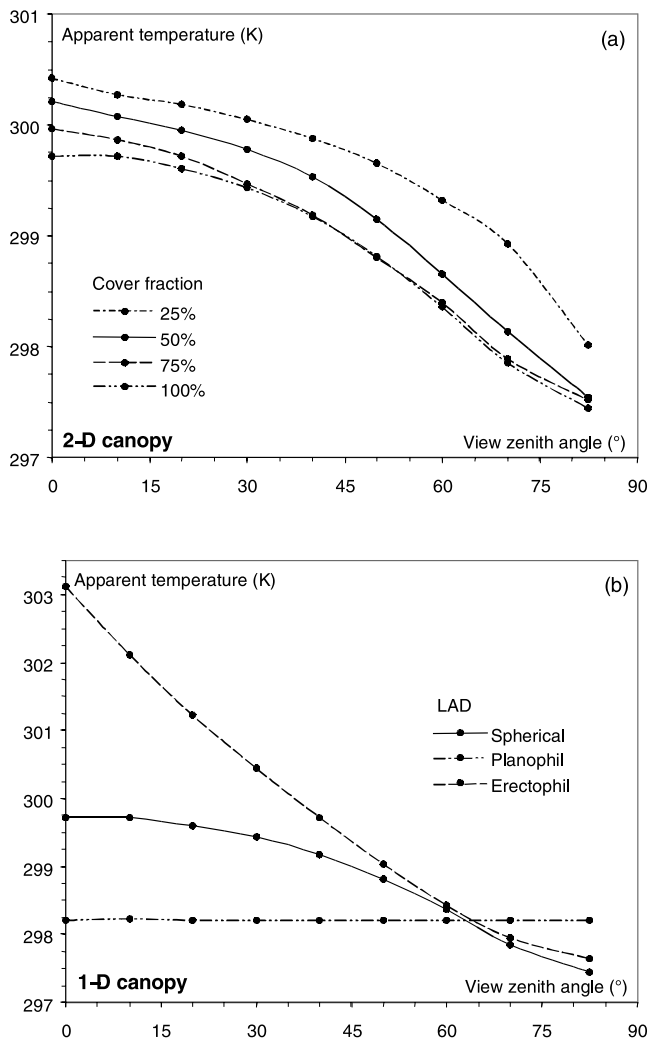 301
Apparent temperature (K)
(a)
300
299
Cover fraction
25%
50%
298
75%
100%
2-D canopy
View zenith angle (°)
297
0 15 30 45 60 75 90
Apparent temperature (K)
(b)
303
302
LAD
301
Spherical
Planophil
Erectophil
300
299
298
1-D canopy
View zenith angle (°)
297
0 15 30 45 60 75 90